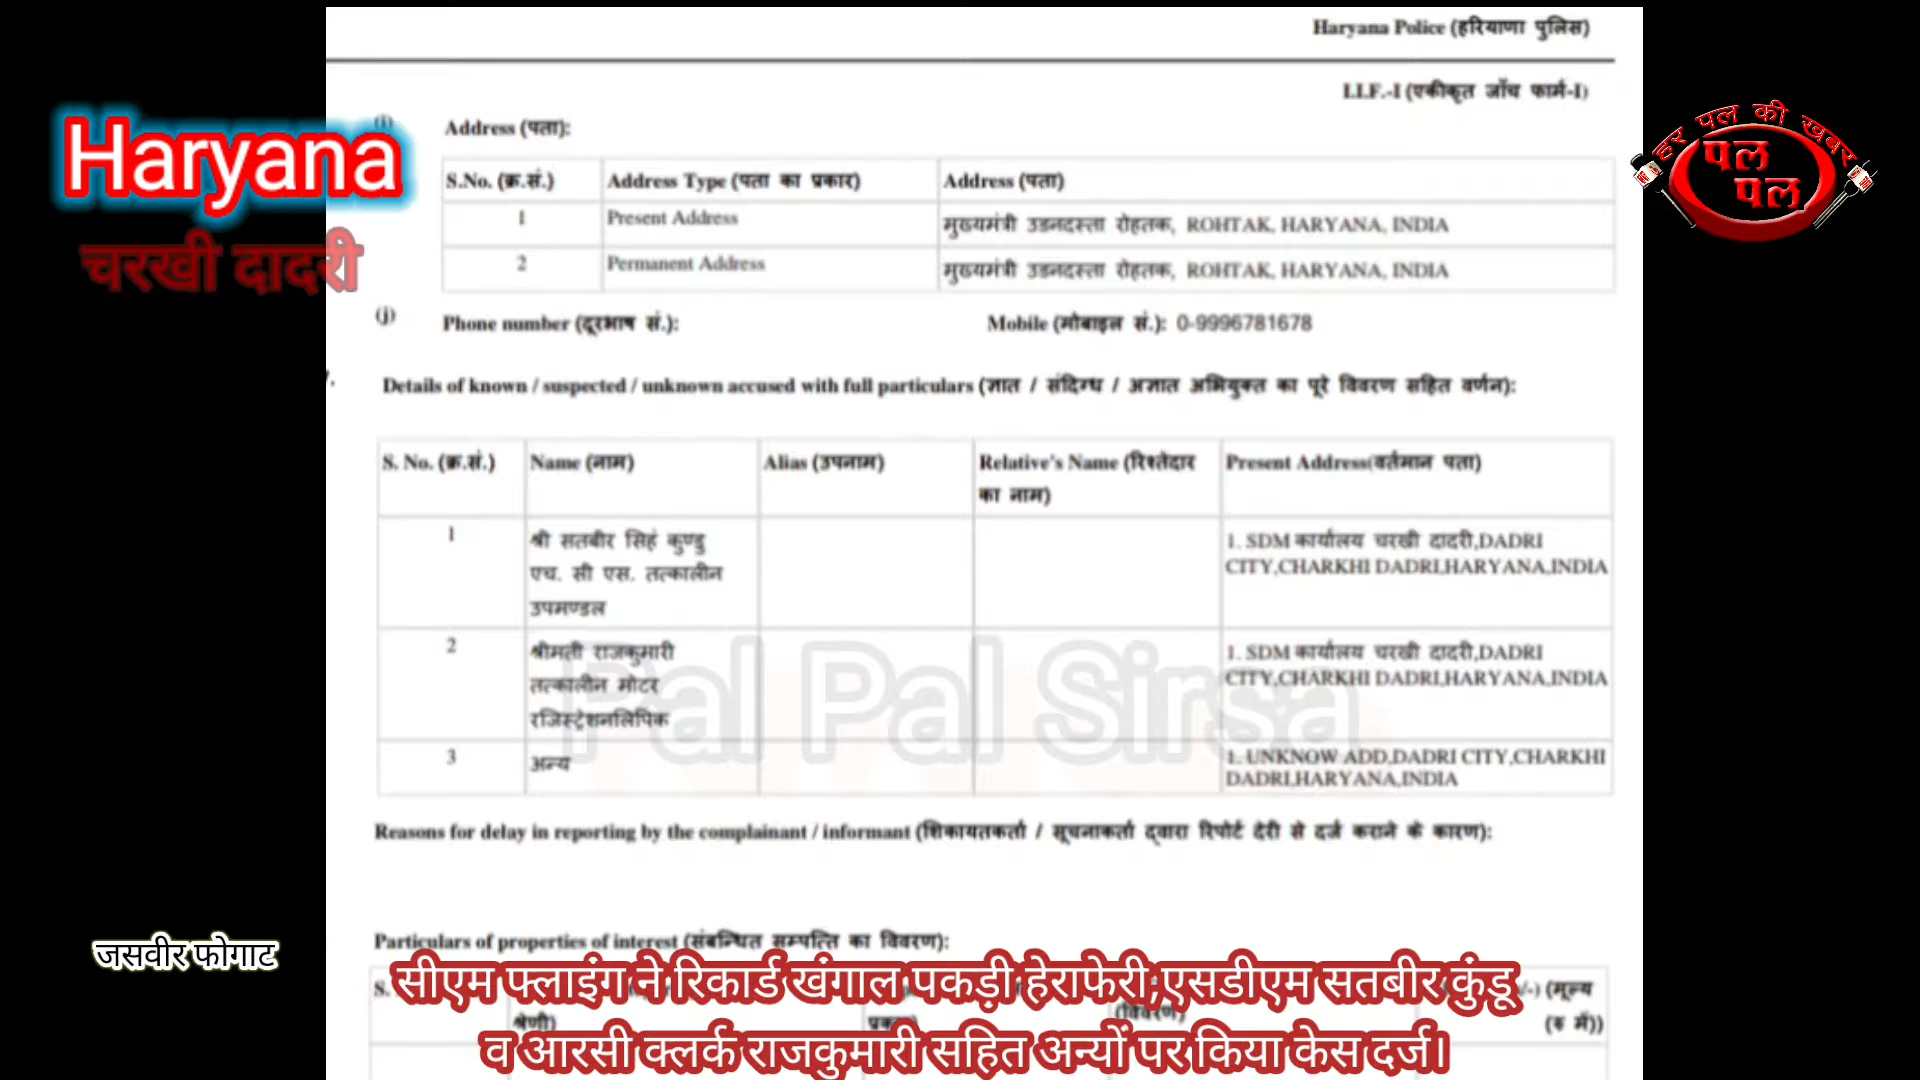 Haryana Police (हरियाणा पुलिस)
I.I.F.-I (एकीकृत जाँच फार्म-I)
Haryana
चरखी दादरी
हर पल की खबर
पल
पल
(i)
Address (पता):
S.No. (क्र.सं.) Address Type (पता का प्रकार) Address (पता)
1 Present Address मुख्यमंत्री उडनदस्ता रोहतक, ROHTAK, HARYANA, INDIA
2 Permanent Address मुख्यमंत्री उडनदस्ता रोहतक, ROHTAK, HARYANA, INDIA
(j) Phone number (दूरभाष सं.): Mobile (मोबाइल सं.): 0-9996781678
Details of known / suspected / unknown accused with full particulars (ज्ञात / संदिग्ध / अज्ञात अभियुक्त का पूरे विवरण सहित वर्णन):
S. No. (क्र.सं.) Name (नाम) Alias (उपनाम) Relative's Name (रिश्तेदार Present Address(वर्तमान पता)
का नाम)
1 श्री सतबीर सिहं कुण्डु 1. SDM कार्यालय चरखी दादरी,DADRI
एच. सी एस. तत्कालीन CITY,CHARKHI DADRI,HARYANA,INDIA
उपमण्डल
2 श्रीमती राजकुमारी 1. SDM कार्यालय चरखी दादरी,DADRI
तत्कालीन मोटर CITY,CHARKHI DADRI,HARYANA,INDIA
रजिस्ट्रेशनलिपिक
Pal Pal Sirsa
3 अन्य 1. UNKNOW ADD,DADRI CITY,CHARKHI
DADRI,HARYANA,INDIA
Reasons for delay in reporting by the complainant / informant (शिकायतकर्ता / सूचनाकर्ता द्वारा रिपोर्ट देरी से दर्ज कराने के कारण):
जसवीर फोगाट
Particulars of properties of interest (संबन्धित सम्पत्ति का विवरण):
S. (मूल्य
श्रेणी) (विवरण) (रु में))
सीएम फ्लाइंग ने रिकार्ड खंगाल पकड़ी हेराफेरी,एसडीएम सतबीर कुंडू
व आरसी क्लर्क राजकुमारी सहित अन्यों पर किया केस दर्ज।